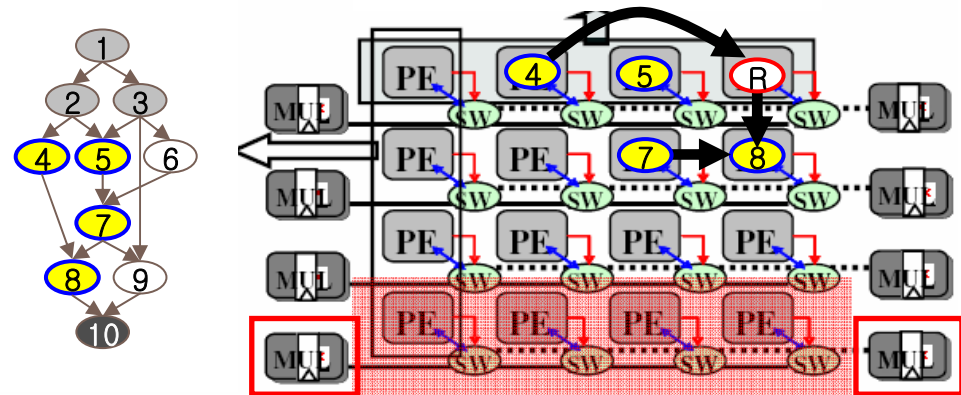 1
2 3
4 5 6
7
8 9
10
PE 4 5 R
MUL SW SW SW SW MUL
PE PE 7 8
MUL SW SW SW SW MUL
PE PE PE PE
MUL SW SW SW SW MUL
PE PE PE PE
MUL SW SW SW SW MUL